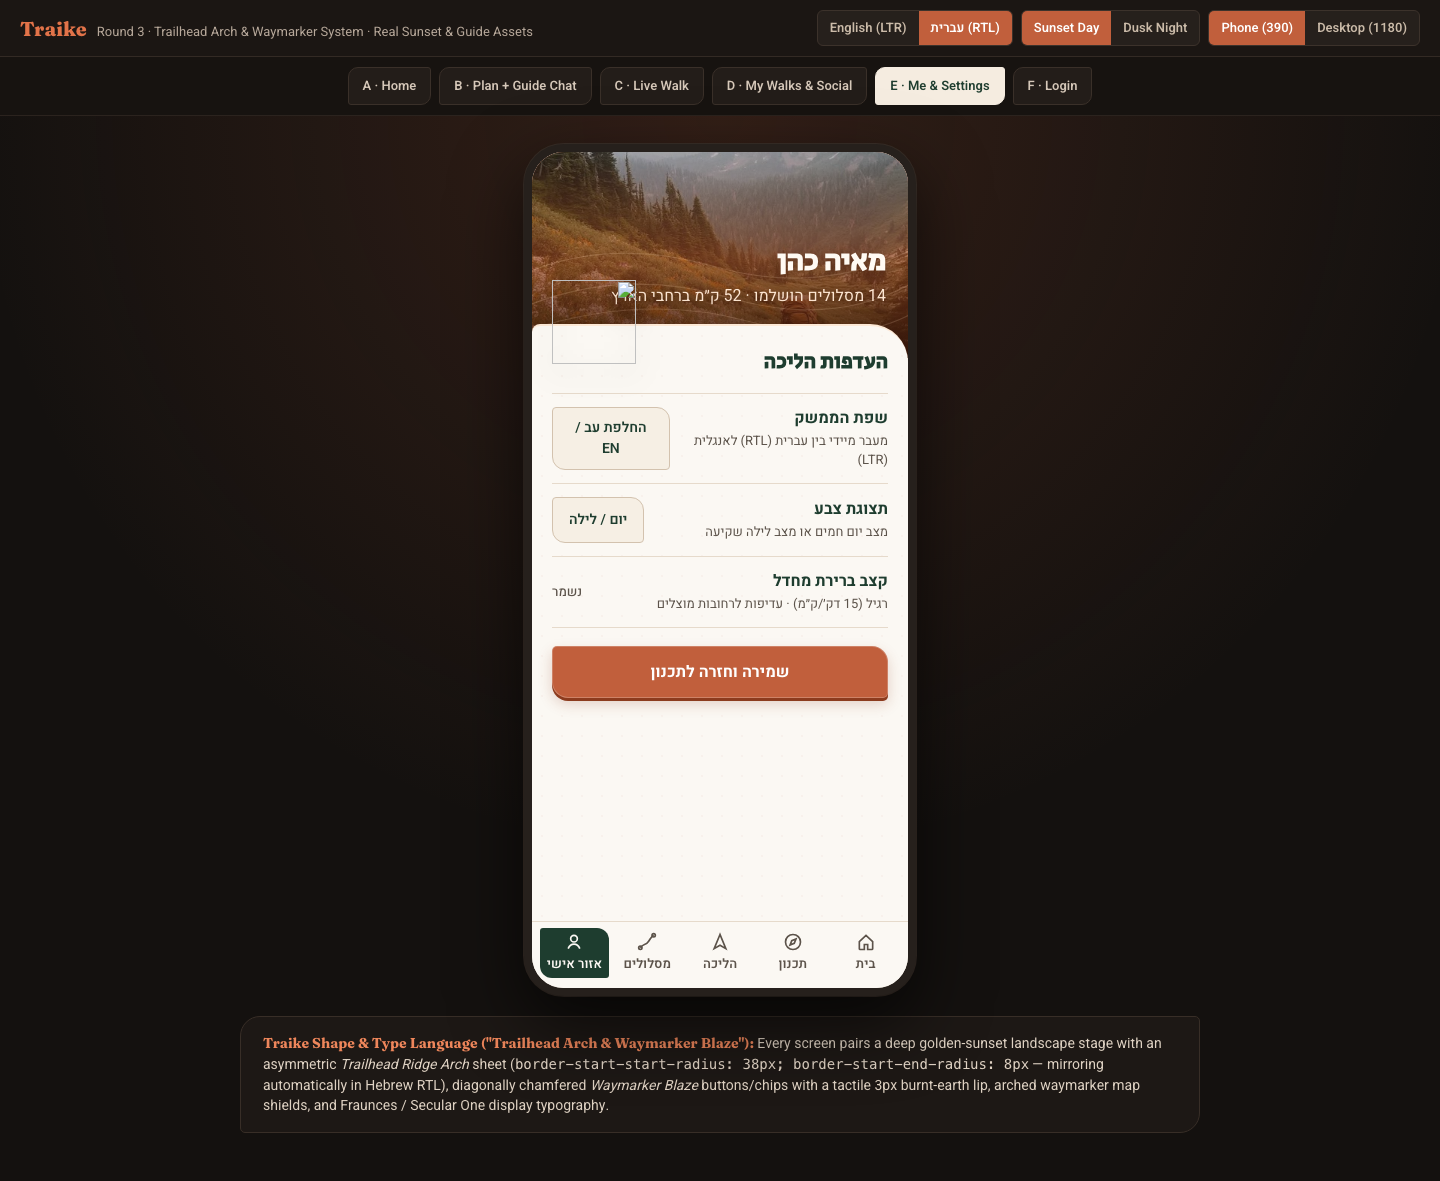 Traike Round 3 · Trailhead Arch & Waymarker System · Real Sunset & Guide Assets
English (LTR) עברית (RTL) Sunset Day Dusk Night Phone (390) Desktop (1180)
A · Home B · Plan + Guide Chat C · Live Walk D · My Walks & Social E · Me & Settings F · Login
מאיה כהן
14 מסלולים הושלמו · 52 ק״מ ברחבי הארץ
העדפות הליכה
שפת הממשק
מעבר מיידי בין עברית (RTL) לאנגלית
(LTR)
החלפת עב /
EN
תצוגת צבע
מצב יום חמים או מצב לילה שקיעה
יום / לילה
קצב ברירת מחדל
רגיל (15 דק׳/ק״מ) · עדיפות לרחובות מוצלים
נשמר
שמירה וחזרה לתכנון
בית תכנון הליכה מסלולים אזור אישי
Traike Shape & Type Language ("Trailhead Arch & Waymarker Blaze"): Every screen pairs a deep golden-sunset landscape stage with an
asymmetric Trailhead Ridge Arch sheet (border-start-start-radius: 38px; border-start-end-radius: 8px — mirroring
automatically in Hebrew RTL), diagonally chamfered Waymarker Blaze buttons/chips with a tactile 3px burnt-earth lip, arched waymarker map
shields, and Fraunces / Secular One display typography.